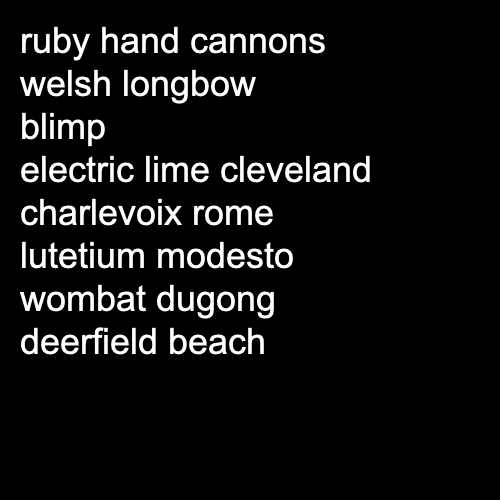 ruby hand cannons
welsh longbow
blimp
electric lime cleveland
charlevoix rome
lutetium modesto
wombat dugong
deerfield beach